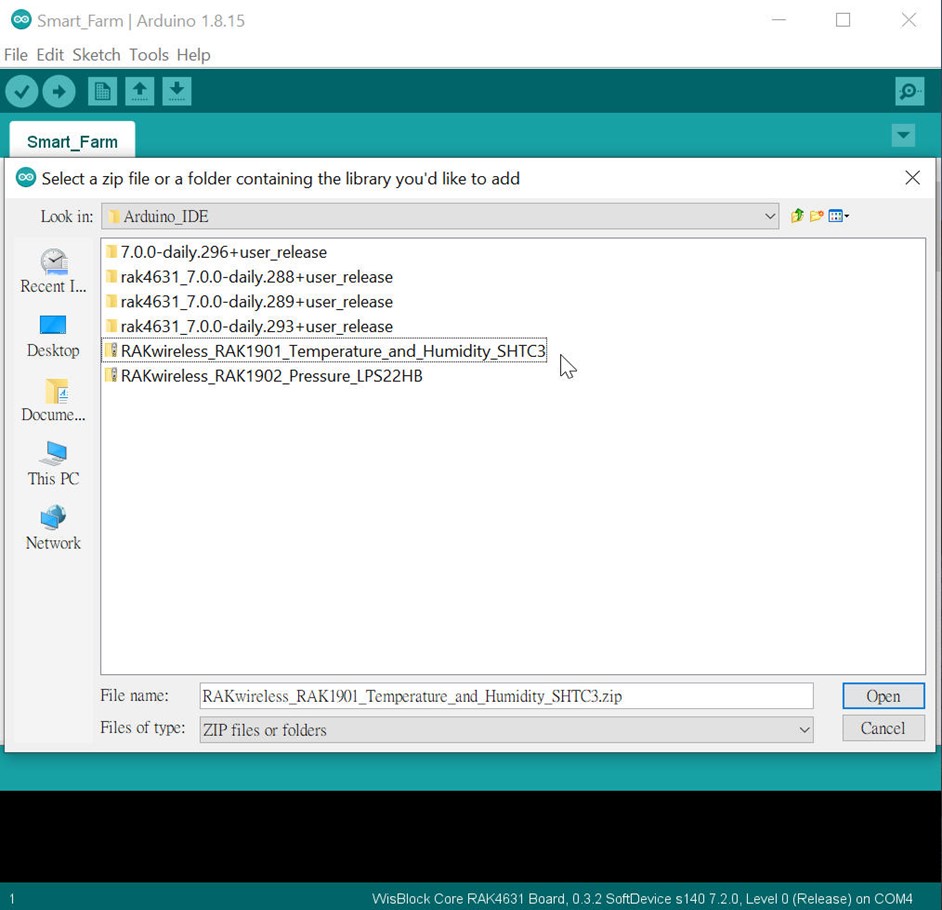 Smart_Farm | Arduino 1.8.15
File Edit Sketch Tools Help
Smart_Farm
Select a zip file or a folder containing the library you'd like to add
Look in: Arduino_IDE
7.0.0-daily.296+user_release
rak4631_7.0.0-daily.288+user_release
rak4631_7.0.0-daily.289+user_release
rak4631_7.0.0-daily.293+user_release
RAKwireless_RAK1901_Temperature_and_Humidity_SHTC3
RAKwireless_RAK1902_Pressure_LPS22HB
Recent I...
Desktop
Docume...
This PC
Network
File name: RAKwireless_RAK1901_Temperature_and_Humidity_SHTC3.zip Open
Files of type: ZIP files or folders Cancel
1 WisBlock Core RAK4631 Board, 0.3.2 SoftDevice s140 7.2.0, Level 0 (Release) on COM4